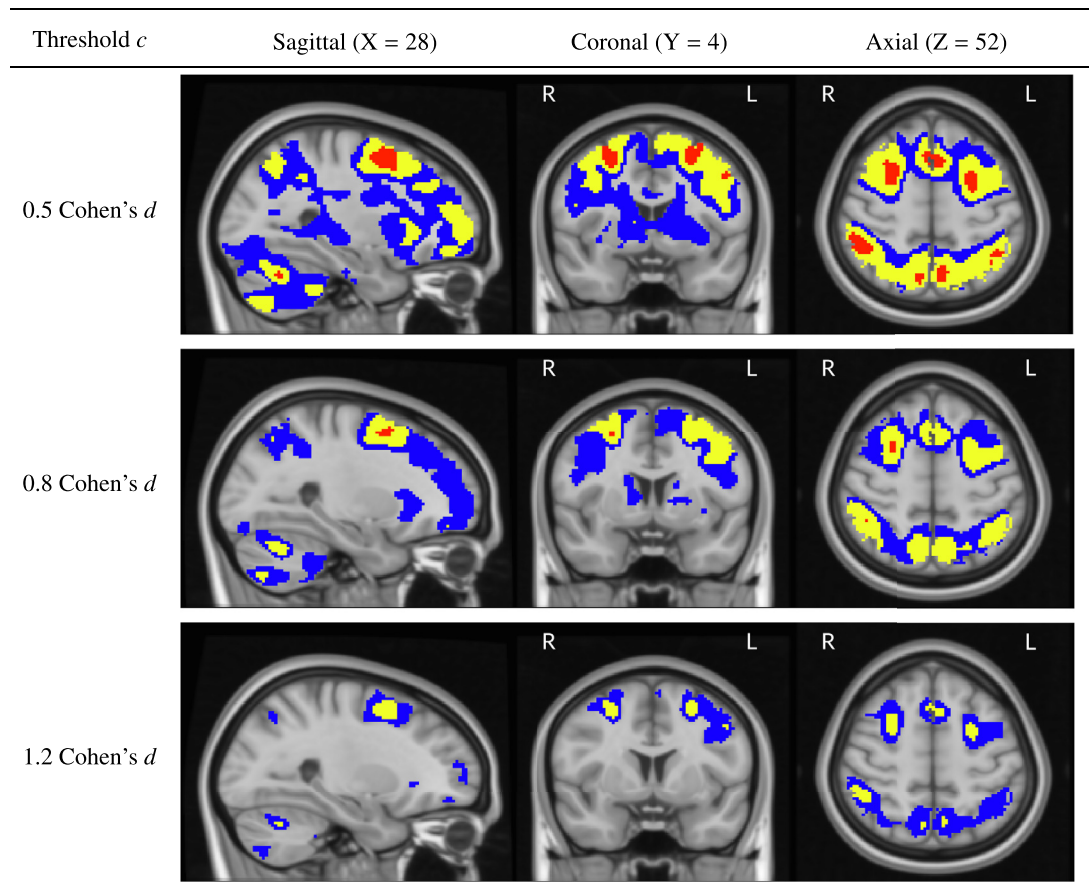 Threshold c Sagittal (X = 28) Coronal (Y = 4) Axial (Z = 52)
R L R L
0.5 Cohen's d
R L R L
0.8 Cohen's d
R L R L
1.2 Cohen's d